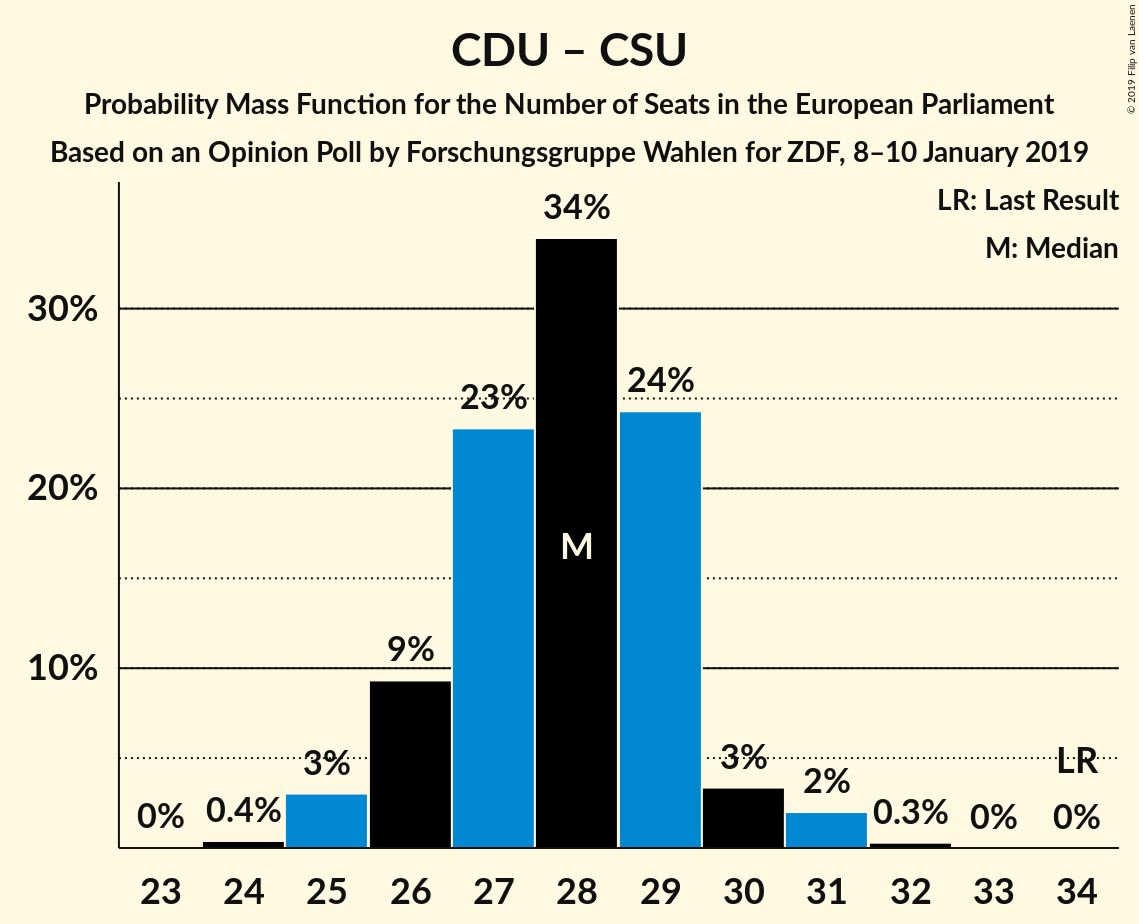 CDU – CSU
Probability Mass Function for the Number of Seats in the European Parliament
Based on an Opinion Poll by Forschungsgruppe Wahlen for ZDF, 8–10 January 2019
© 2019 Filip van Laenen
LR: Last Result
M: Median
34%
30%
24%
23%
20%
M
10%
9%
3%
3%
2%
LR
0%
0.4%
0.3%
0%
0%
23 24 25 26 27 28 29 30 31 32 33 34